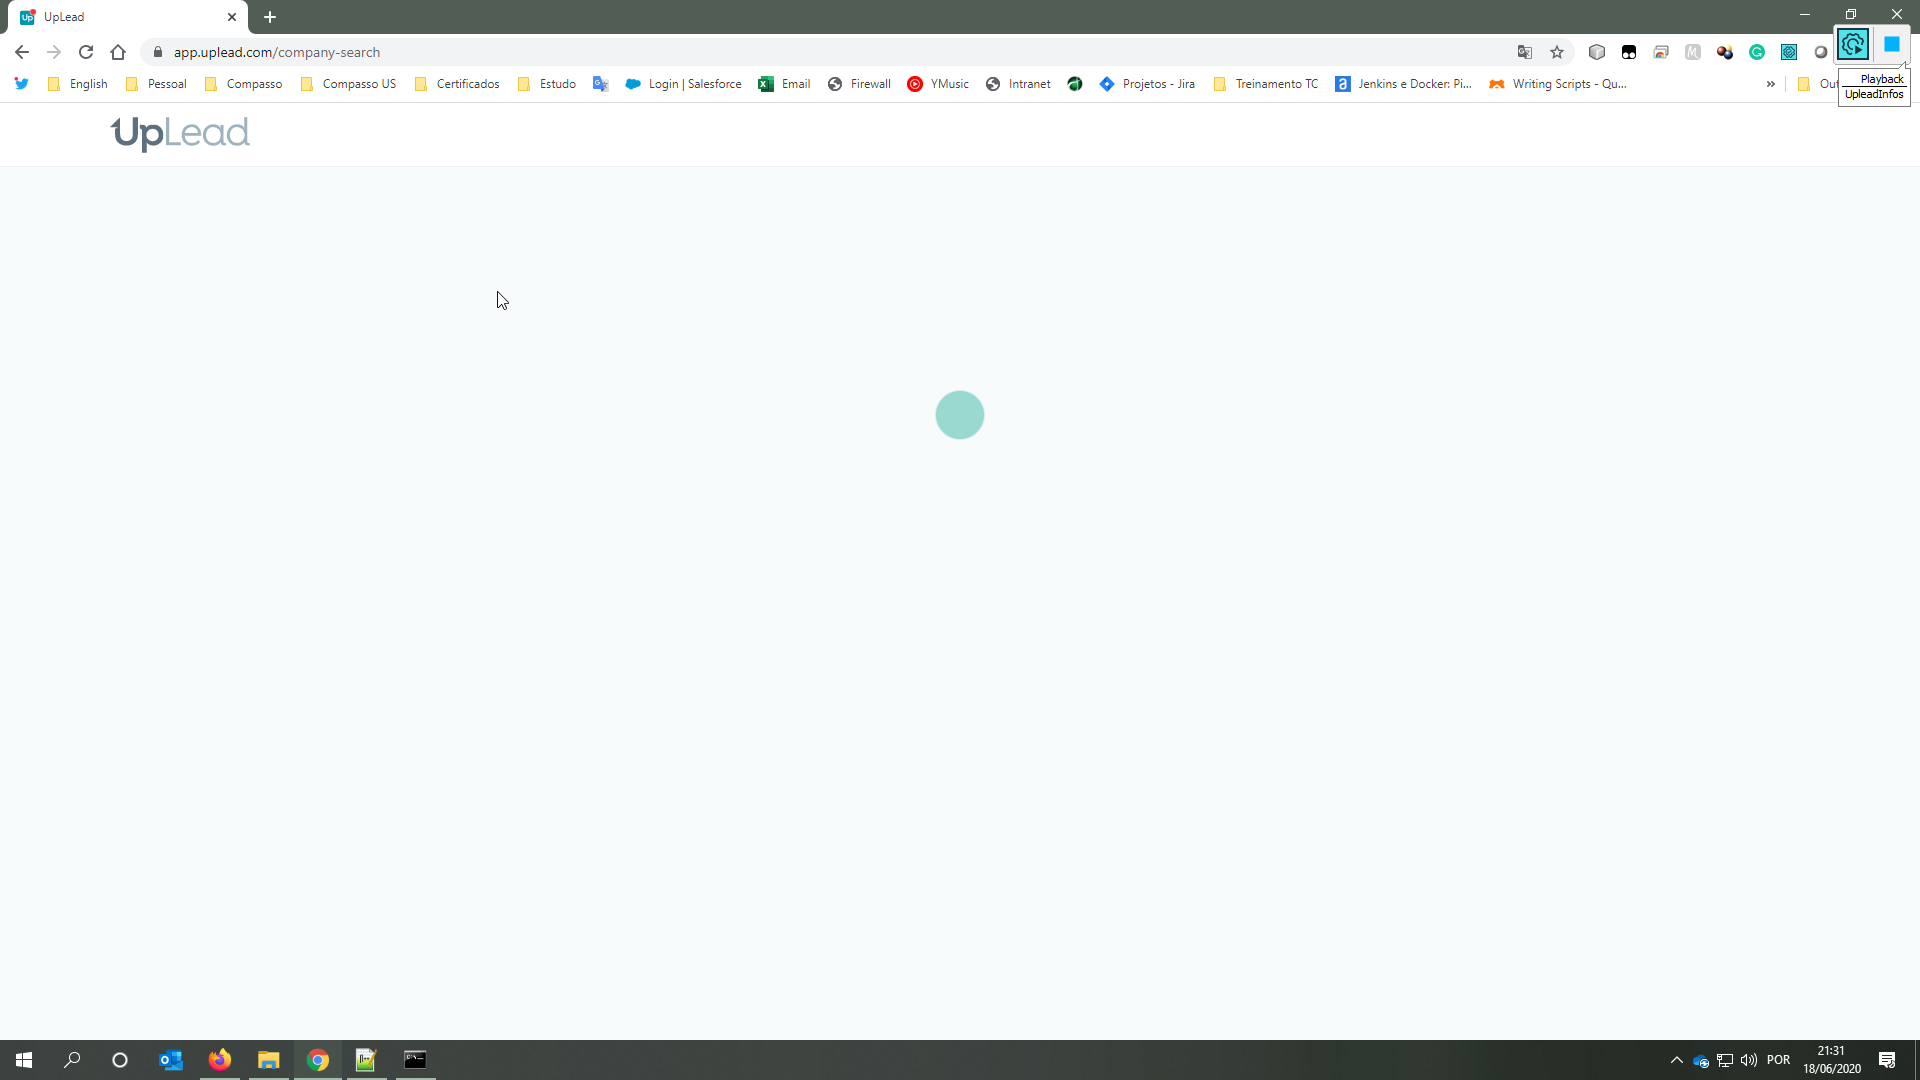 UpLead
app.uplead.com/company-search
English
Pessoal
Compasso
Compasso US
Certificados
Estudo
Login | Salesforce
Email
Firewall
YMusic
Intranet
Projetos - Jira
Treinamento TC
Jenkins e Docker: Pi...
Writing Scripts - Qu...
»
Out
Playback
UpleadInfos
UpLead
POR
21:31
18/06/2020